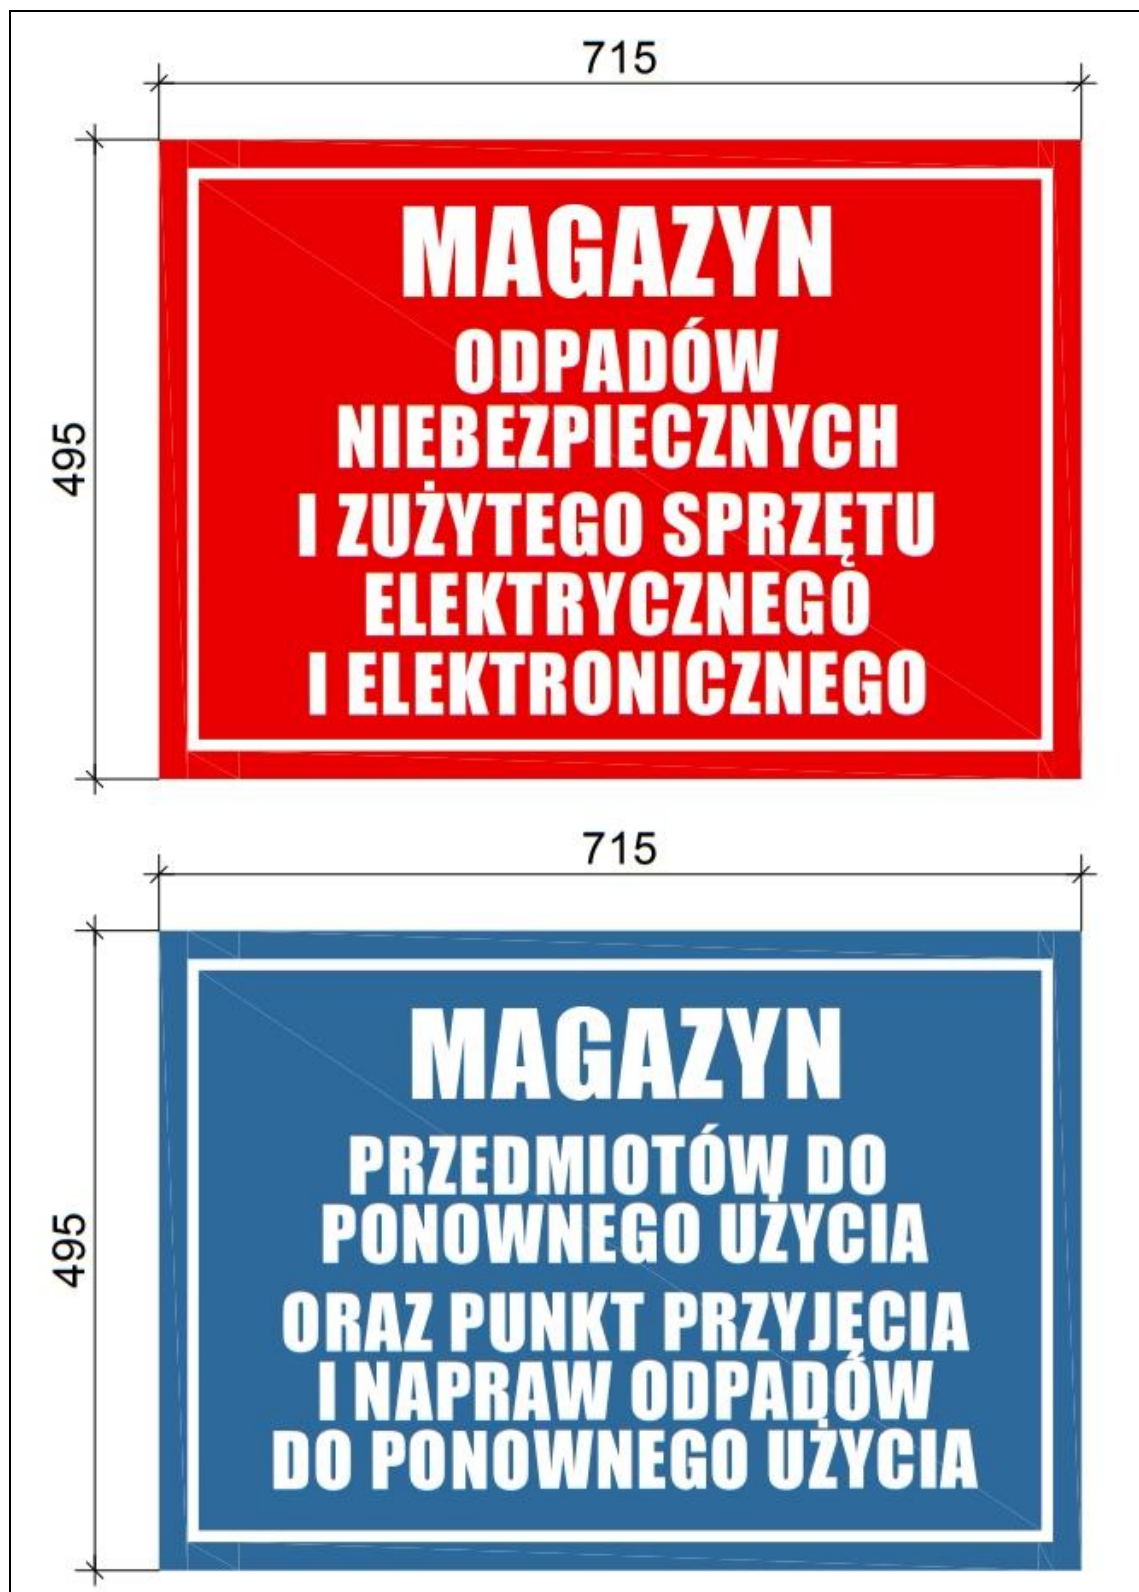 715
495
MAGAZYN
ODPADÓW
NIEBEZPIECZNYCH
I ZUŻYTEGO SPRZĘTU
ELEKTRYCZNEGO
I ELEKTRONICZNEGO
715
495
MAGAZYN
PRZEDMIOTÓW DO
PONOWNEGO UŻYCIA
ORAZ PUNKT PRZYJĘCIA
I NAPRAW ODPADÓW
DO PONOWNEGO UŻYCIA